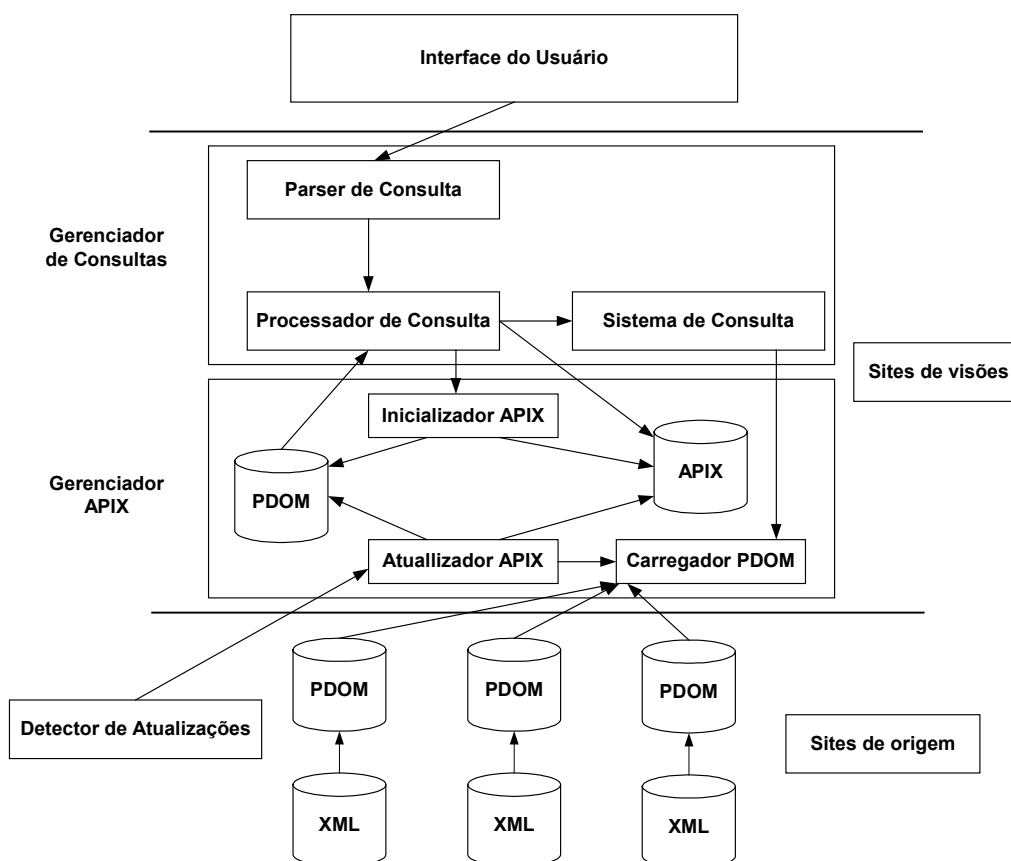 Interface do Usuário
Parser de Consulta
Gerenciador
de Consultas
Processador de Consulta
Sistema de Consulta
Sites de visões
Inicializador APIX
APIX
PDOM
Gerenciador
APIX
Atuallizador APIX
Carregador PDOM
PDOM
PDOM
PDOM
Detector de Atualizações
Sites de origem
XML
XML
XML